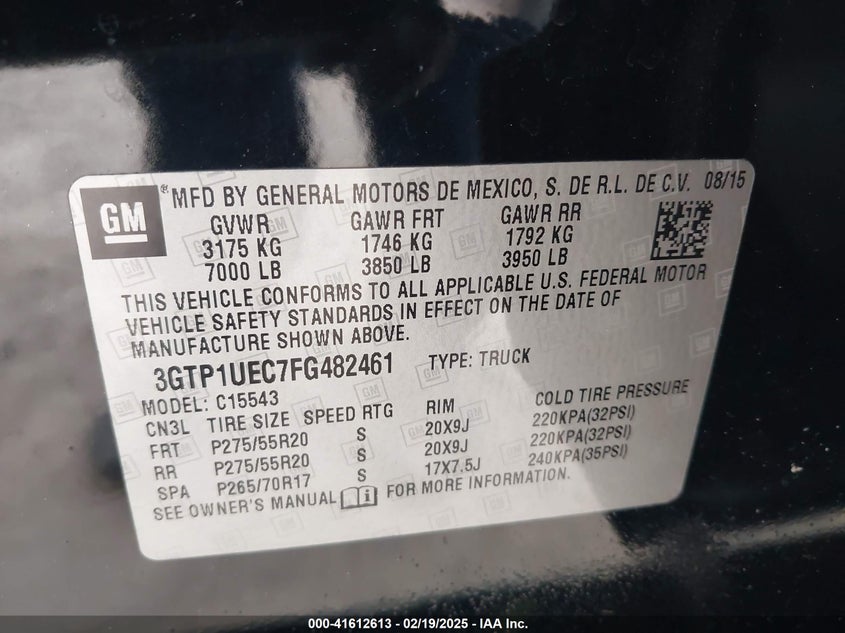 GM
® MFD BY GENERAL MOTORS DE MEXICO, S. DE R.L. DE C.V. 08/15
GVWR GAWR FRT GAWR RR
3175 KG 1746 KG 1792 KG
7000 LB 3850 LB 3950 LB
THIS VEHICLE CONFORMS TO ALL APPLICABLE U.S. FEDERAL MOTOR
VEHICLE SAFETY STANDARDS IN EFFECT ON THE DATE OF
MANUFACTURE SHOWN ABOVE.
3GTP1UEC7FG482461 TYPE: TRUCK
MODEL: C15543
CN3L TIRE SIZE SPEED RTG RIM COLD TIRE PRESSURE
FRT P275/55R20 S 20X9J 220KPA(32PSI)
RR P275/55R20 S 20X9J 220KPA(32PSI)
SPA P265/70R17 S 17X7.5J 240KPA(35PSI)
SEE OWNER'S MANUAL FOR MORE INFORMATION.
000-41612613 - 02/19/2025 - IAA Inc.